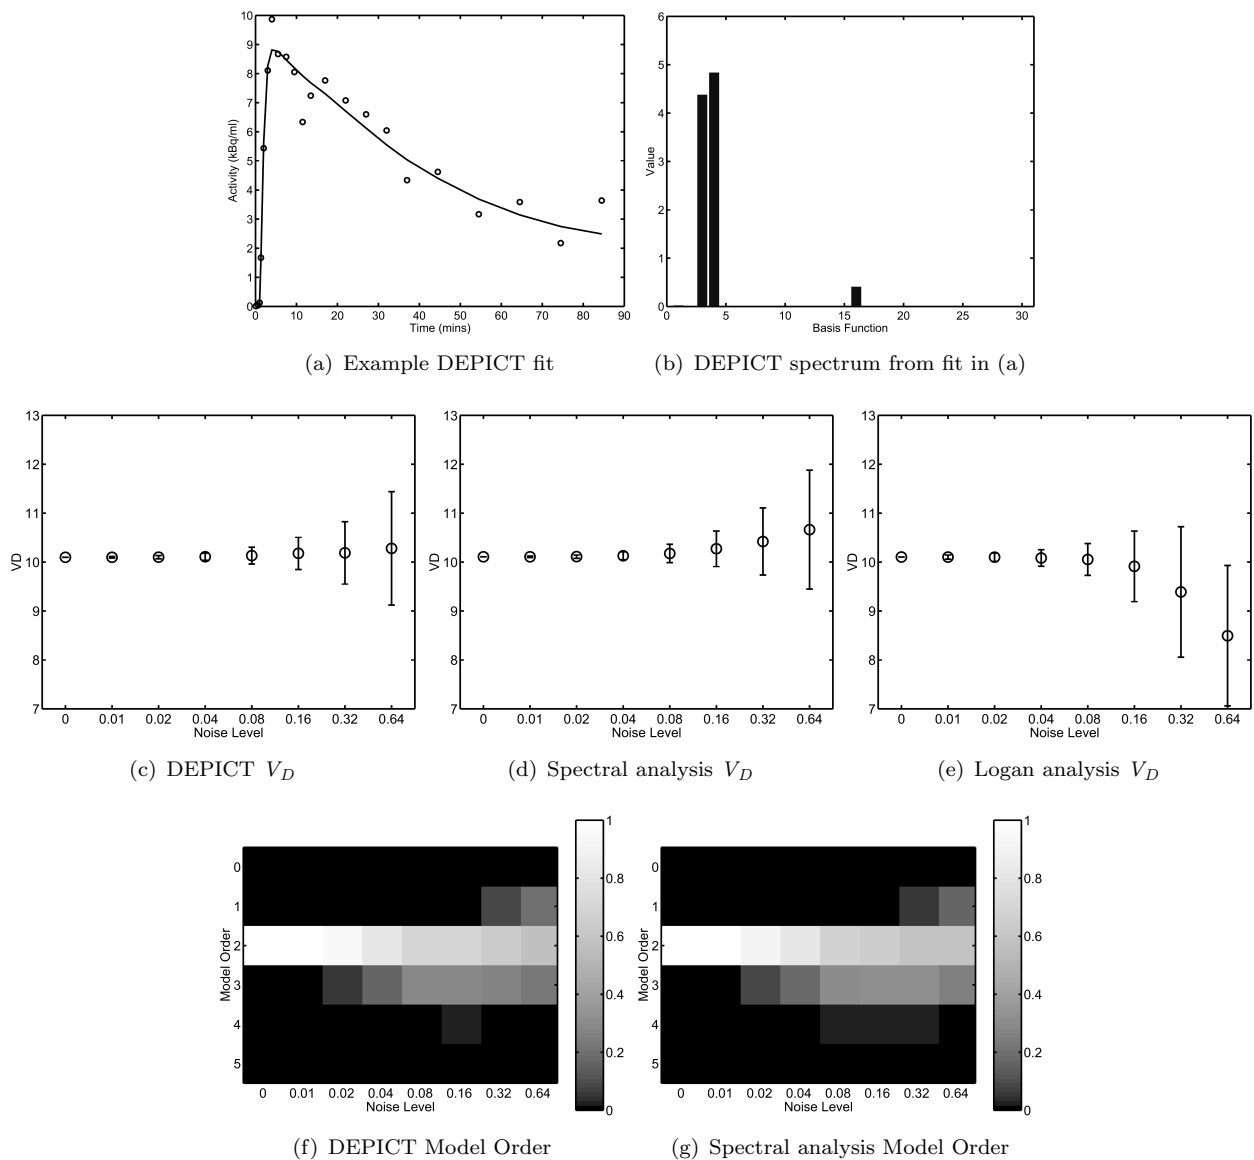 10
9
8
7
6
5
4
3
2
1
0
Activity (kBq/ml)
0 10 20 30 40 50 60 70 80 90
Time (mins)
6
5
4
3
2
1
0
Value
0 5 10 15 20 25 30
Basis Function
(a) Example DEPICT fit
(b) DEPICT spectrum from fit in (a)
13
12
11
10
9
8
7
VD
0 0.01 0.02 0.04 0.08 0.16 0.32 0.64
Noise Level
13
12
11
10
9
8
7
VD
0 0.01 0.02 0.04 0.08 0.16 0.32 0.64
Noise Level
13
12
11
10
9
8
7
VD
0 0.01 0.02 0.04 0.08 0.16 0.32 0.64
Noise Level
(c) DEPICT V_D
(d) Spectral analysis V_D
(e) Logan analysis V_D
0
1
2
3
4
5
Model Order
0 0.01 0.02 0.04 0.08 0.16 0.32 0.64
Noise Level
1
0.8
0.6
0.4
0.2
0
0
1
2
3
4
5
Model Order
0 0.01 0.02 0.04 0.08 0.16 0.32 0.64
Noise Level
1
0.8
0.6
0.4
0.2
0
(f) DEPICT Model Order
(g) Spectral analysis Model Order